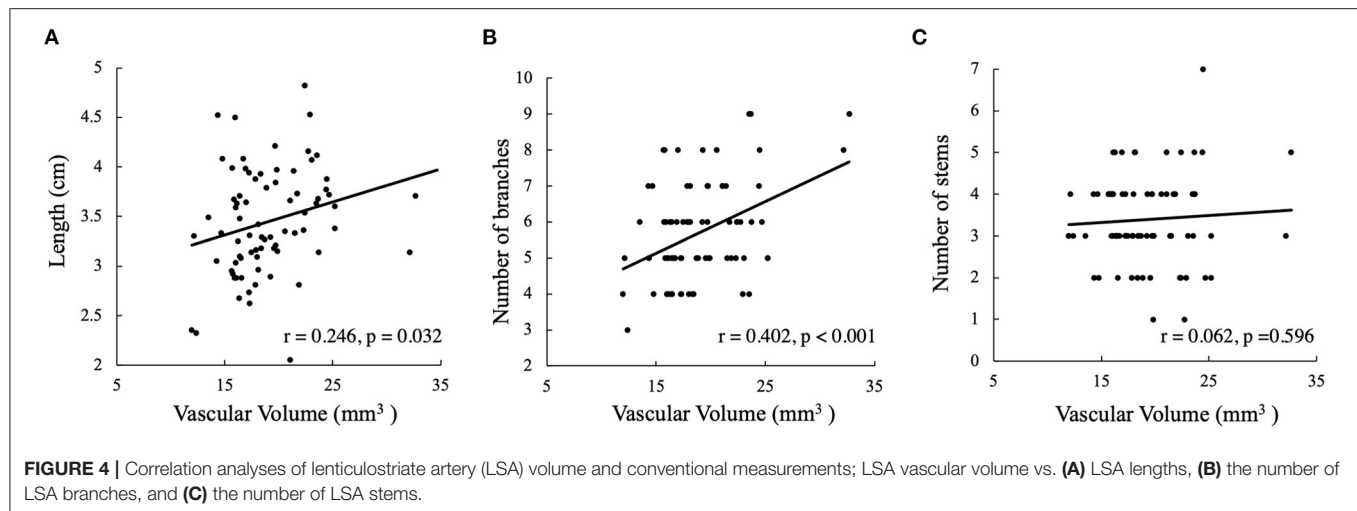 A
B
C
5
4.5
4
3.5
3
2.5
2
Length (cm)
r = 0.246, p = 0.032
5 15 25 35
Vascular Volume (mm³ )
10
9
8
7
6
5
4
3
2
Number of branches
r = 0.402, p < 0.001
5 15 25 35
Vascular Volume (mm³ )
7
6
5
4
3
2
1
0
Number of stems
r = 0.062, p =0.596
5 15 25 35
Vascular Volume (mm³ )
FIGURE 4 | Correlation analyses of lenticulostriate artery (LSA) volume and conventional measurements; LSA vascular volume vs. (A) LSA lengths, (B) the number of
LSA branches, and (C) the number of LSA stems.